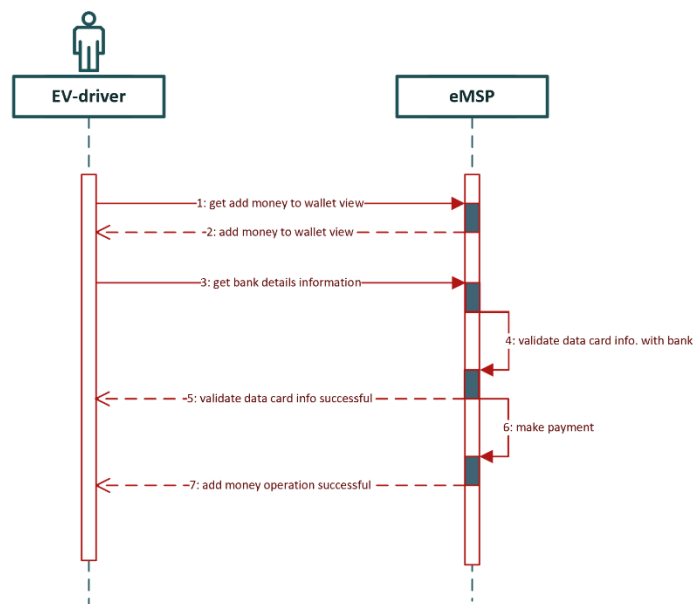 EV-driver
eMSP
1: get add money to wallet view
2: add money to wallet view
3: get bank details information
4: validate data card info. with bank
5: validate data card info successful
6: make payment
7: add money operation successful